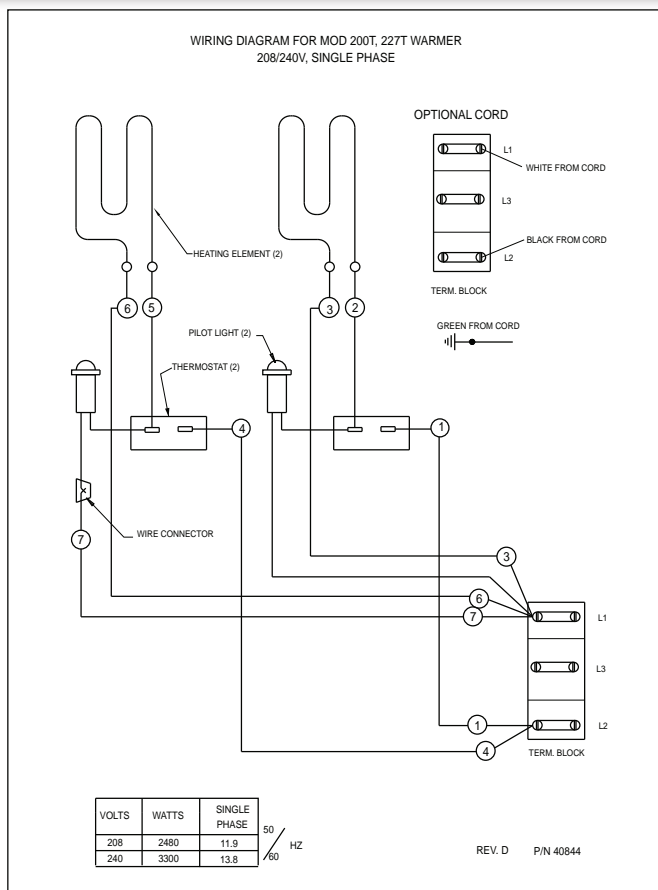 WIRING DIAGRAM FOR MOD 200T, 227T WARMER
208/240V, SINGLE PHASE
OPTIONAL CORD
L1
WHITE FROM CORD
L3
BLACK FROM CORD
L2
TERM. BLOCK
GREEN FROM CORD
HEATING ELEMENT (2)
6
5
3
2
PILOT LIGHT (2)
THERMOSTAT (2)
4
1
WIRE CONNECTOR
7
3
6
7
L1
L3
1
L2
4
TERM. BLOCK
VOLTS WATTS SINGLE
PHASE
208 2480 11.9
240 3300 13.8
50/60 HZ
REV. D P/N 40844